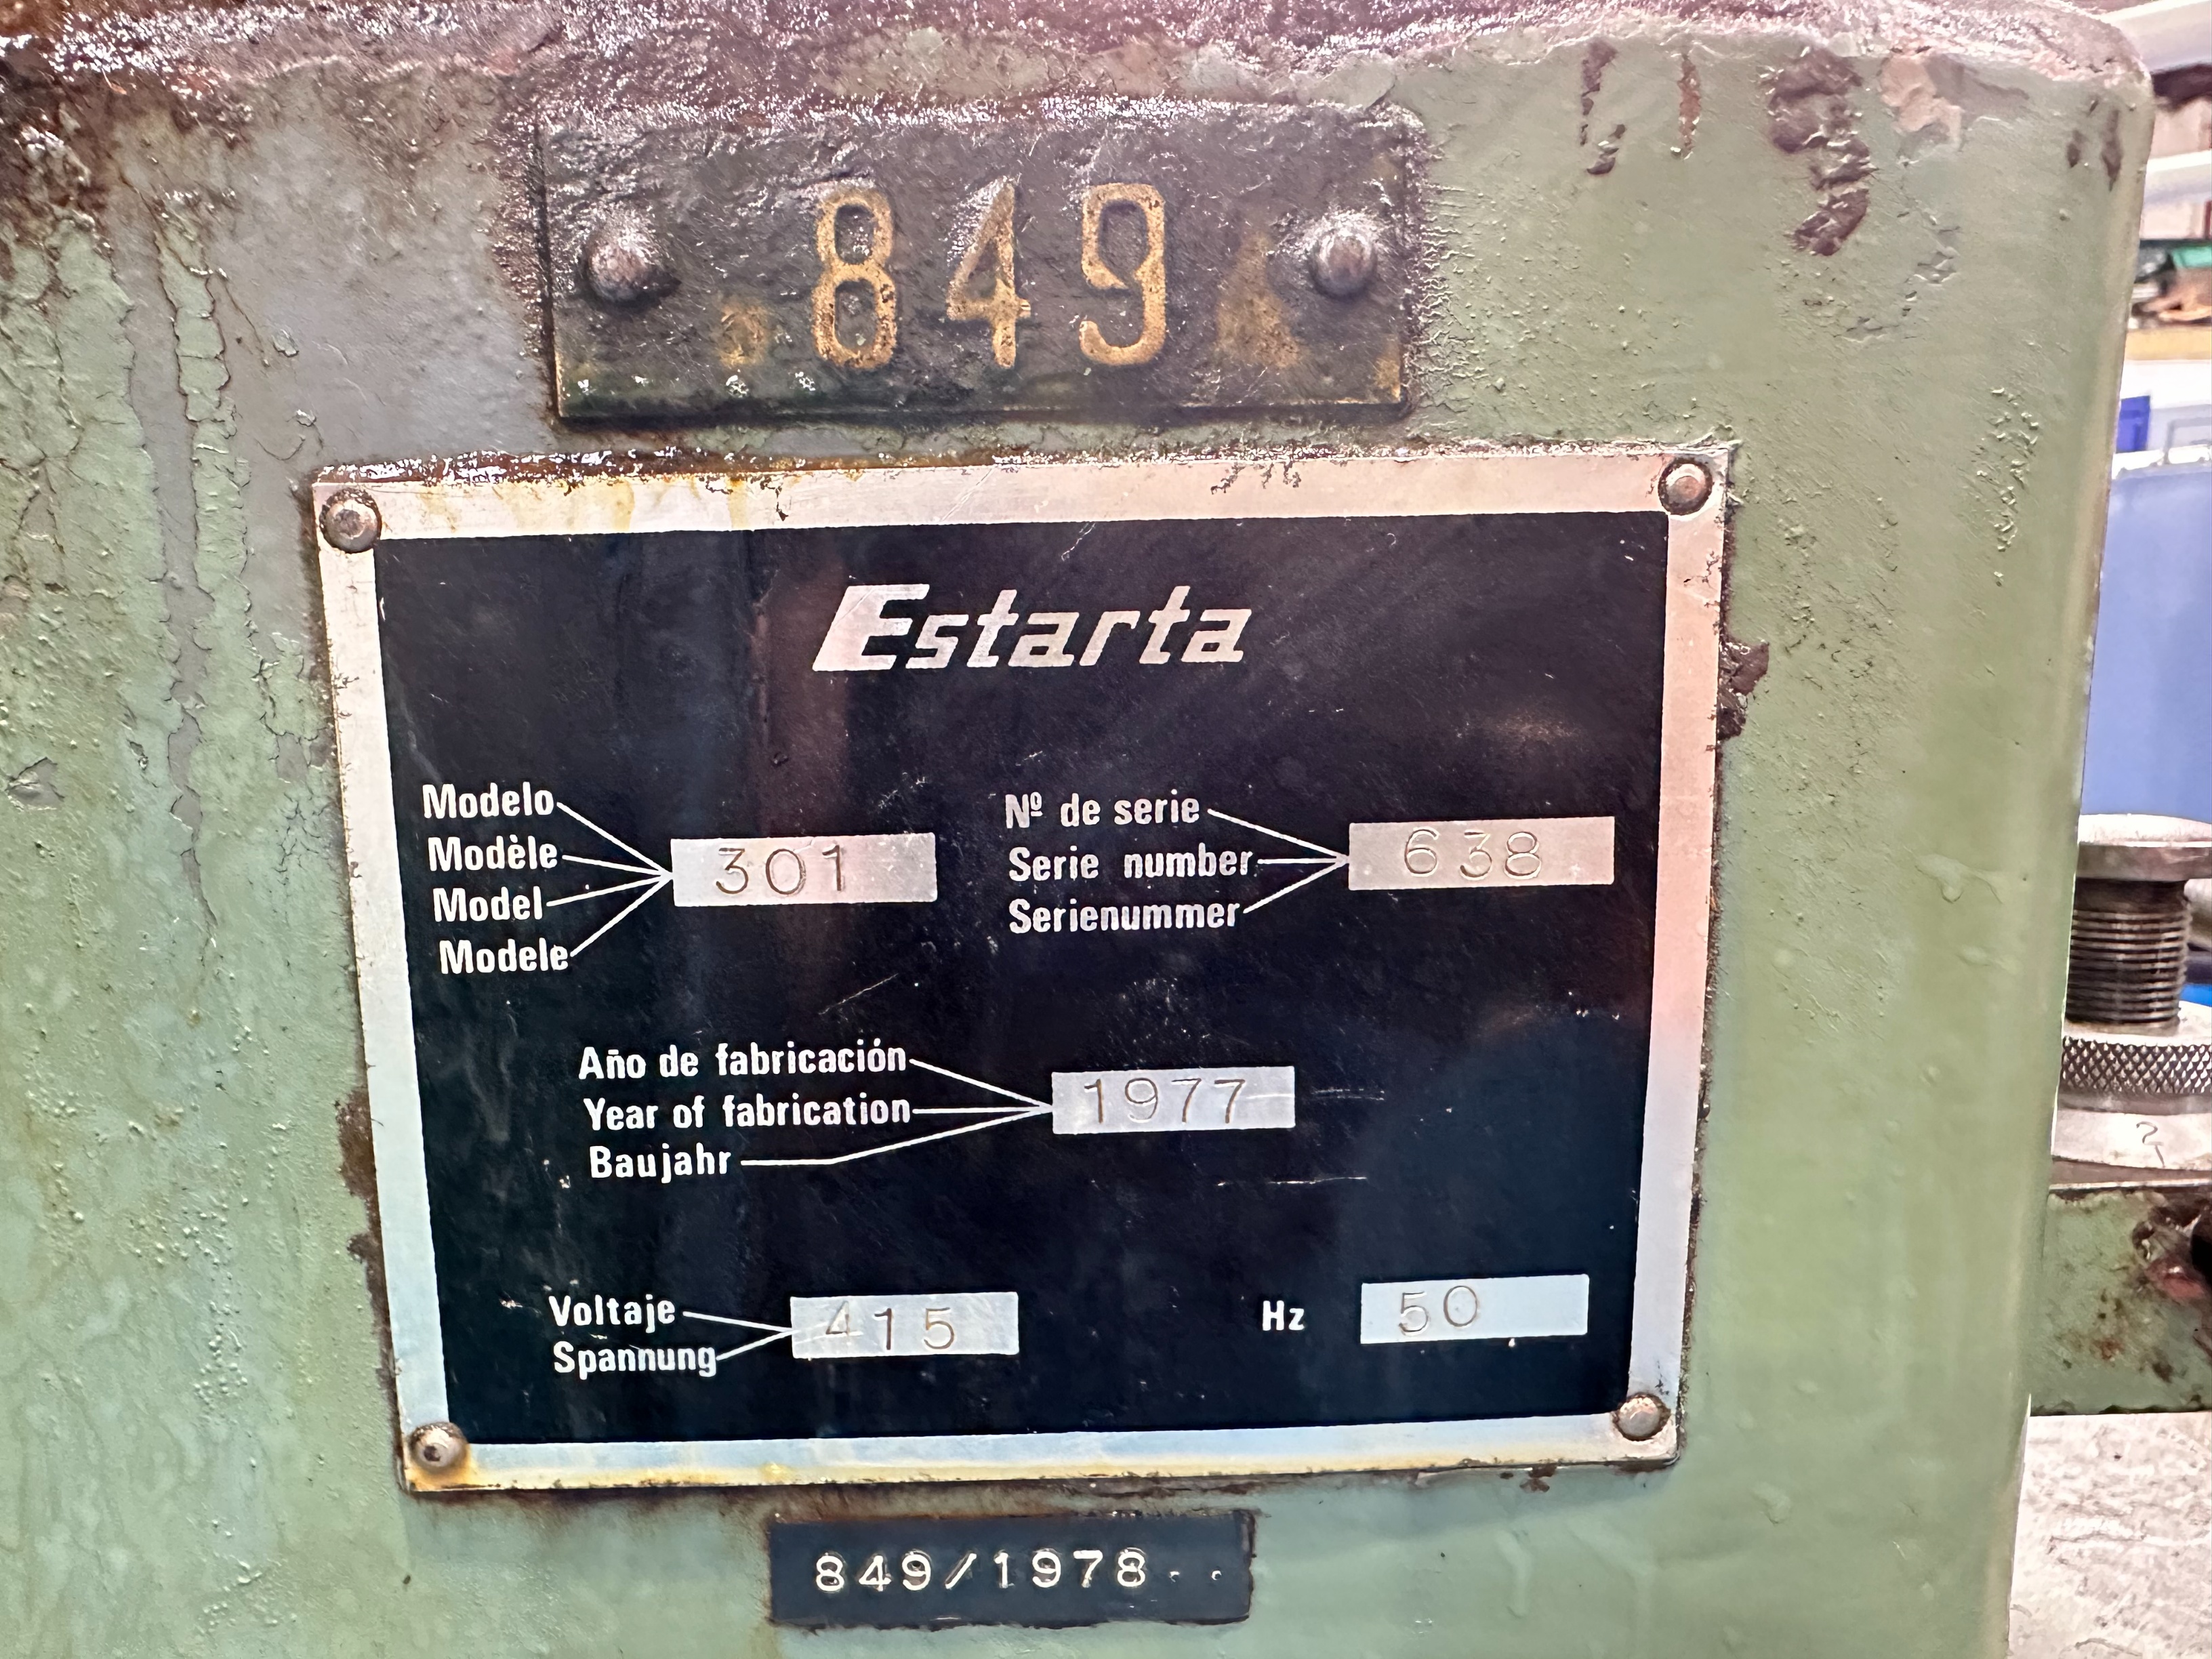 849
Estarta
Modelo
Modèle
Model
Modele
301
Nº de serie
Serie number
Serienummer
638
Año de fabricación
Year of fabrication
Baujahr
1977
Voltaje
Spannung
415
Hz 50
849/1978--
2